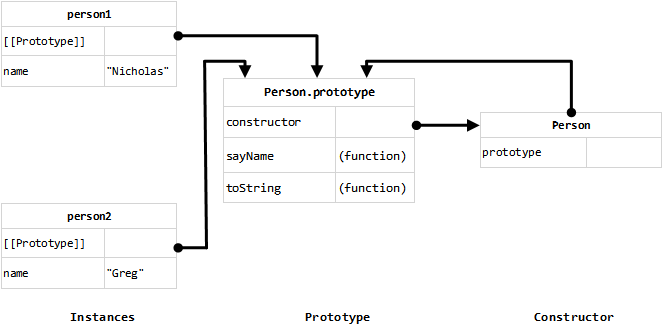 person1
[[Prototype]]
name "Nicholas"
Person.prototype
constructor
sayName (function)
toString (function)
Person
prototype
person2
[[Prototype]]
name "Greg"
Instances Prototype Constructor